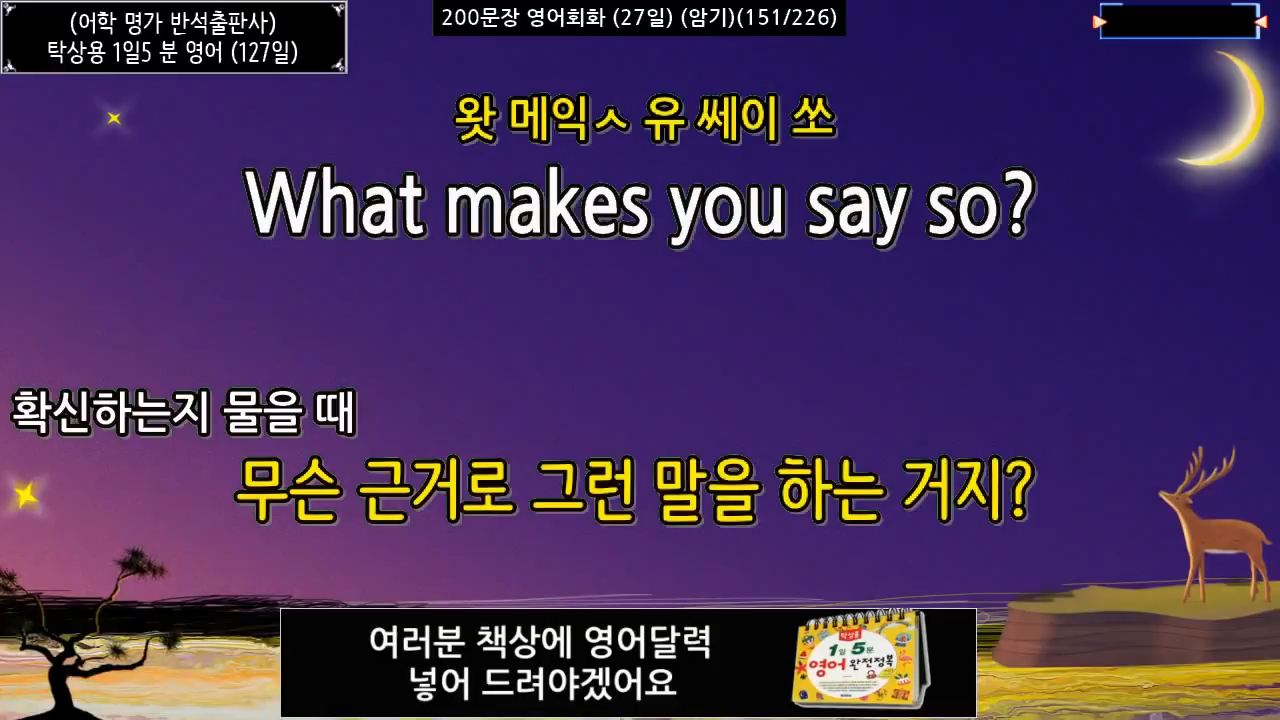 (어학 명가 반석출판사)
탁상용 1일5 분 영어 (127일)
200문장 영어회화 (27일) (암기)(151/226)
왓 메익ㅅ 유 쎄이 쏘
What makes you say so?
확신하는지 물을 때
무슨 근거로 그런 말을 하는 거지?
여러분 책상에 영어달력
넣어 드려야겠어요
탁상용
1일 5분
영어 완전정복